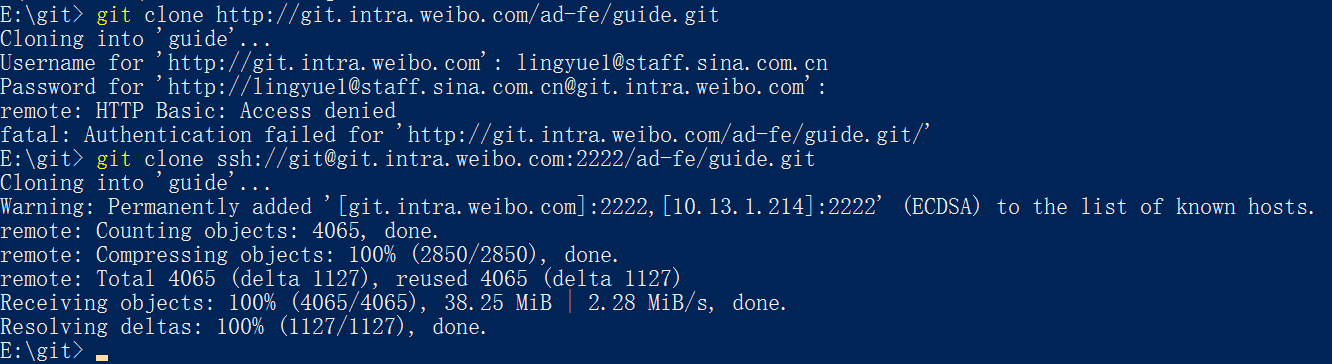 E:\git> git clone http://git.intra.weibo.com/ad-fe/guide.git
Cloning into 'guide'...
Username for 'http://git.intra.weibo.com': lingyue1@staff.sina.com.cn
Password for 'http://lingyue1@staff.sina.com.cn@git.intra.weibo.com':
remote: HTTP Basic: Access denied
fatal: Authentication failed for 'http://git.intra.weibo.com/ad-fe/guide.git/'
E:\git> git clone ssh://git@git.intra.weibo.com:2222/ad-fe/guide.git
Cloning into 'guide'...
Warning: Permanently added '[git.intra.weibo.com]:2222,[10.13.1.214]:2222' (ECDSA) to the list of known hosts.
remote: Counting objects: 4065, done.
remote: Compressing objects: 100% (2850/2850), done.
remote: Total 4065 (delta 1127), reused 4065 (delta 1127)
Receiving objects: 100% (4065/4065), 38.25 MiB | 2.28 MiB/s, done.
Resolving deltas: 100% (1127/1127), done.
E:\git>